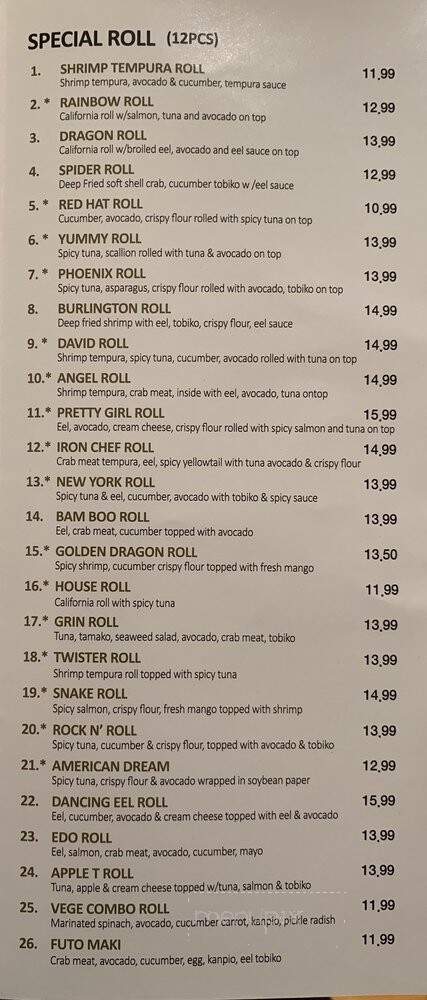 SPECIAL ROLL (12PCS)
1. SHRIMP TEMPURA ROLL 11.99
Shrimp tempura, avocado & cucumber, tempura sauce
2. * RAINBOW ROLL 12.99
California roll w/salmon, tuna and avocado on top
3. DRAGON ROLL 13.99
California roll w/broiled eel, avocado and eel sauce on top
4. SPIDER ROLL 12.99
Deep Fried soft shell crab, cucumber tobiko w /eel sauce
5. * RED HAT ROLL 10.99
Cucumber, avocado, crispy flour rolled with spicy tuna on top
6. * YUMMY ROLL 13.99
Spicy tuna, scallion rolled with tuna & avocado on top
7. * PHOENIX ROLL 13.99
Spicy tuna, asparagus, crispy flour rolled with avocado, tobiko on top
8. BURLINGTON ROLL 14.99
Deep fried shrimp with eel, tobiko, crispy flour, eel sauce
9. * DAVID ROLL 14.99
Shrimp tempura, spicy tuna, cucumber, avocado rolled with tuna on top
10.* ANGEL ROLL 14.99
Shrimp tempura, crab meat, inside with eel, avocado, tuna ontop
11.* PRETTY GIRL ROLL 15.99
Eel, avocado, cream cheese, crispy flour rolled with spicy salmon and tuna on top
12.* IRON CHEF ROLL 14.99
Crab meat tempura, eel, spicy yellowtail with tuna avocado & crispy flour
13.* NEW YORK ROLL 13.99
Spicy tuna & eel, cucumber, avocado with tobiko & spicy sauce
14. BAM BOO ROLL 13.99
Eel, crab meat, cucumber topped with avocado
15.* GOLDEN DRAGON ROLL 13.50
Spicy shrimp, cucumber crispy flour topped with fresh mango
16.* HOUSE ROLL 11.99
California roll with spicy tuna
17.* GRIN ROLL 13.99
Tuna, tamako, seaweed salad, avocado, crab meat, tobiko
18.* TWISTER ROLL 13.99
Shrimp tempura roll topped with spicy tuna
19.* SNAKE ROLL 14.99
Spicy salmon, crispy flour, fresh mango topped with shrimp
20.* ROCK N' ROLL 13.99
Spicy tuna, cucumber & crispy flour, topped with avocado & tobiko
21.* AMERICAN DREAM 12.99
Spicy tuna, crispy flour & avocado wrapped in soybean paper
22. DANCING EEL ROLL 15.99
Eel, cucumber, avocado & cream cheese topped with eel & avocado
23. EDO ROLL 13.99
Eel, salmon, crab meat, avocado, cucumber, mayo
24. APPLE T ROLL 13.99
Tuna, apple & cream cheese topped w/tuna, salmon & tobiko
25. VEGE COMBO ROLL 11.99
Marinated spinach, avocado, cucumber carrot, kanpio, pickle radish
26. FUTO MAKI 11.99
Crab meat, avocado, cucumber, egg, kanpio, eel tobiko